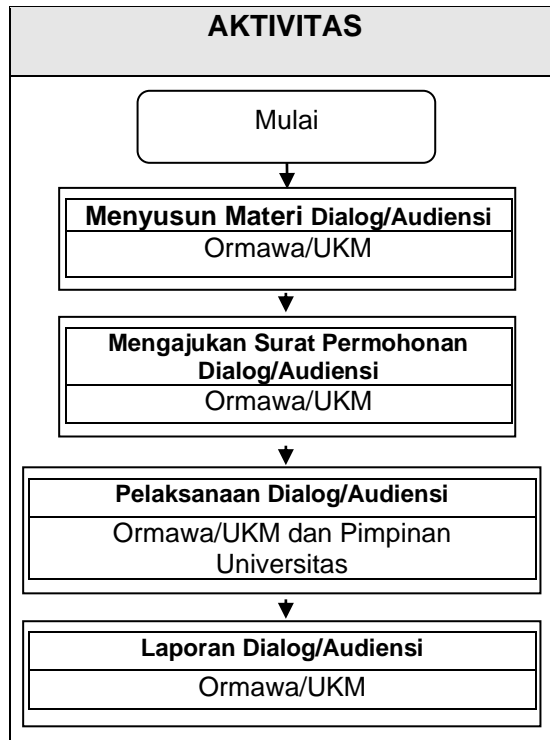 AKTIVITAS
Mulai
Menyusun Materi Dialog/Audiensi
Ormawa/UKM
Mengajukan Surat Permohonan
Dialog/Audiensi
Ormawa/UKM
Pelaksanaan Dialog/Audiensi
Ormawa/UKM dan Pimpinan
Universitas
Laporan Dialog/Audiensi
Ormawa/UKM